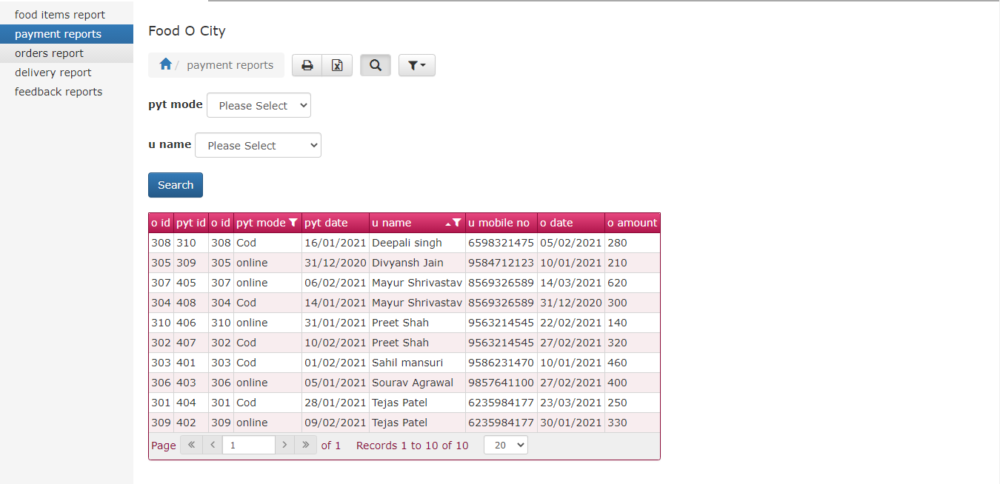 food items report
payment reports
orders report
delivery report
feedback reports
Food O City
/ payment reports
pyt mode Please Select
u name Please Select
Search
o id pyt id o id pyt mode pyt date u name u mobile no o date o amount
308 310 308 Cod 16/01/2021 Deepali singh 6598321475 05/02/2021 280
305 309 305 online 31/12/2020 Divyansh Jain 9584712123 10/01/2021 210
307 405 307 online 06/02/2021 Mayur Shrivastav 8569326589 14/03/2021 620
304 408 304 Cod 14/01/2021 Mayur Shrivastav 8569326589 31/12/2020 300
310 406 310 online 31/01/2021 Preet Shah 9563214545 22/02/2021 140
302 407 302 Cod 10/02/2021 Preet Shah 9563214545 27/02/2021 320
303 401 303 Cod 01/02/2021 Sahil mansuri 9586231470 10/01/2021 460
306 403 306 online 05/01/2021 Sourav Agrawal 9857641100 27/02/2021 400
301 404 301 Cod 28/01/2021 Tejas Patel 6235984177 23/03/2021 250
309 402 309 online 09/02/2021 Tejas Patel 6235984177 30/01/2021 330
Page « < 1 > » of 1 Records 1 to 10 of 10 20